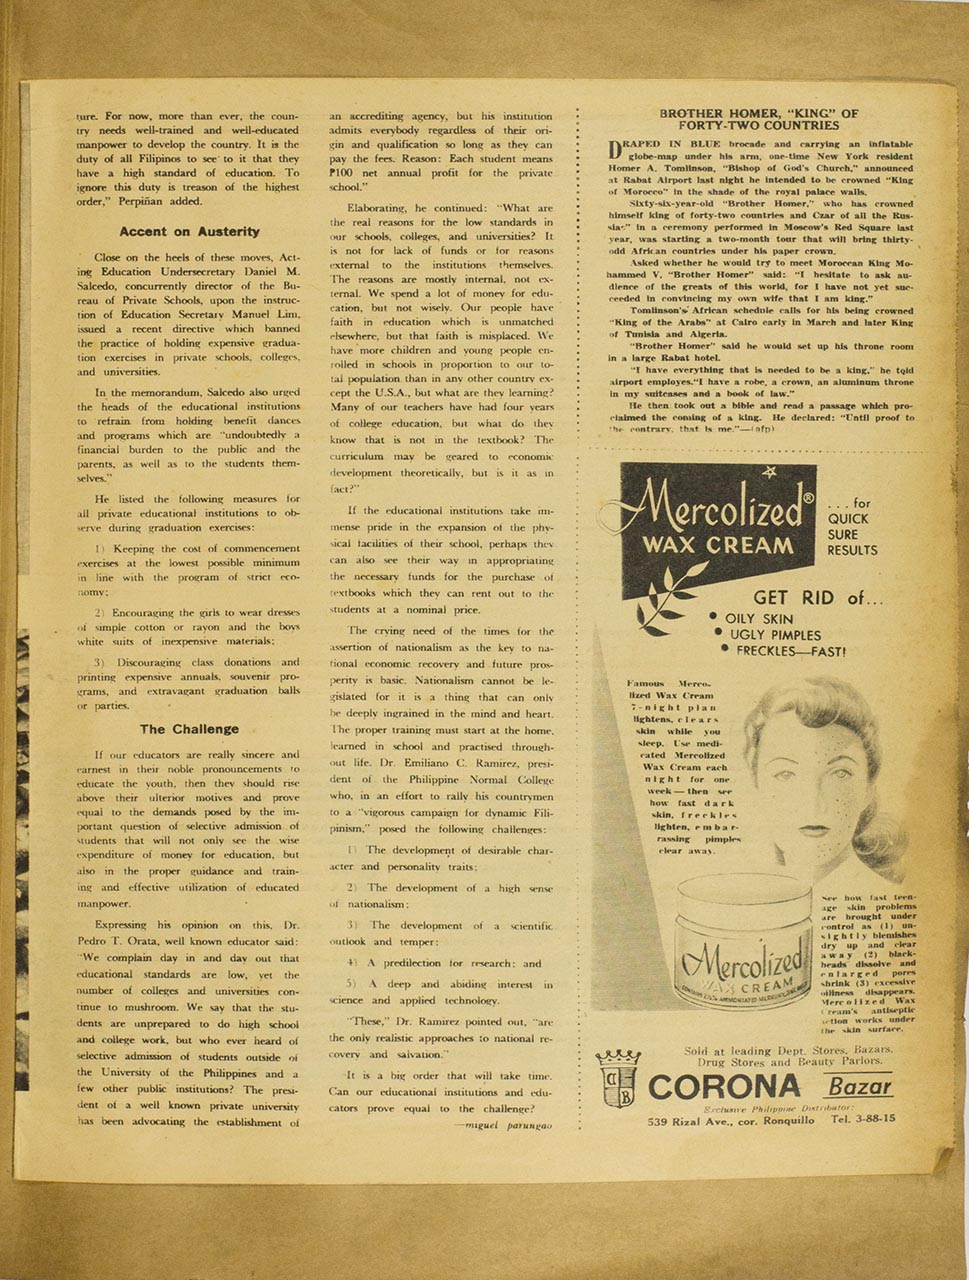 ture. For now, more than ever, the coun-
try needs well-trained and well-educated
manpower to develop the country. It is the
duty of all Filipinos to see to it that they
have a high standard of education. To
ignore this duty is treason of the highest
order," Perpiñan added.
Accent on Austerity
Close on the heels of these moves, Act-
ing Education Undersecretary Daniel M.
Salcedo, concurrently director of the Bu-
reau of Private Schools, upon the instruc-
tion of Education Secretary Manuel Lim,
issued a recent directive which banned
the practice of holding expensive gradua-
tion exercises in private schools, colleges,
and universities.
In the memorandum, Salcedo also urged
the heads of the educational institutions
to refrain from holding benefit dances
and programs which are "undoubtedly a
financial burden to the public and the
parents, as well as to the students them-
selves."
He listed the following measures for
all private educational institutions to ob-
serve during graduation exercises:
1) Keeping the cost of commencement
exercises at the lowest possible minimum
in line with the program of strict eco-
nomy;
2) Encouraging the girls to wear dresses
of simple cotton or rayon and the boys
white suits of inexpensive materials;
3) Discouraging class donations and
printing expensive annuals, souvenir pro-
grams, and extravagant graduation balls
or parties.
The Challenge
If our educators are really sincere and
earnest in their noble pronouncements to
educate the youth, then they should rise
above their ulterior motives and prove
equal to the demands posed by the im-
portant question of selective admission of
students that will not only see the wise
expenditure of money for education, but
also in the proper guidance and train-
ing and effective utilization of educated
manpower.
Expressing his opinion on this, Dr.
Pedro T. Orata, well known educator said:
"We complain day in and day out that
educational standards are low, yet the
number of colleges and universities con-
tinue to mushroom. We say that the stu-
dents are unprepared to do high school
and college work, but who ever heard of
selective admission of students outside of
the University of the Philippines and a
few other public institutions? The presi-
dent of a well known private university
has been advocating the establishment of
an accrediting agency, but his institution
admits everybody regardless of their ori-
gin and qualification so long as they can
pay the fees. Reason: Each student means
₱100 net annual profit for the private
school."
Elaborating, he continued: "What are
the real reasons for the low standards in
our schools, colleges, and universities? It
is not for lack of funds or for reasons
external to the institutions themselves.
The reasons are mostly internal, not ex-
ternal. We spend a lot of money for edu-
cation, but not wisely. Our people have
faith in education which is unmatched
elsewhere, but that faith is misplaced. We
have more children and young people en-
rolled in schools in proportion to our to-
tal population than in any other country ex-
cept the U.S.A., but what are they learning?
Many of our teachers have had four years
of college education, but what do they
know that is not in the textbook? The
curriculum may be geared to economic
development theoretically, but is it as in
fact?"
If the educational institutions take im-
mense pride in the expansion of the phy-
sical facilities of their school, perhaps they
can also see their way in appropriating
the necessary funds for the purchase of
textbooks which they can rent out to the
students at a nominal price.
The crying need of the times for the
assertion of nationalism as the key to na-
tional economic recovery and future pros-
perity is basic. Nationalism cannot be le-
gislated for it is a thing that can only
be deeply ingrained in the mind and heart.
The proper training must start at the home,
learned in school and practised through-
out life. Dr. Emiliano C. Ramirez, presi-
dent of the Philippine Normal College
who, in an effort to rally his countrymen
to a "vigorous campaign for dynamic Fili-
pinism," posed the following challenges:
1) The development of desirable char-
acter and personality traits;
2) The development of a high sense
of nationalism;
3) The development of a scientific
outlook and temper;
4) A predilection for research; and
5) A deep and abiding interest in
science and applied technology.
"These," Dr. Ramirez pointed out, "are
the only realistic approaches to national re-
covery and salvation."
It is a big order that will take time.
Can our educational institutions and edu-
cators prove equal to the challenge?
—miguel parungao
BROTHER HOMER, "KING" OF
FORTY-TWO COUNTRIES
DRAPED IN BLUE brocade and carrying an inflatable
globe-map under his arm, one-time New York resident
Homer A. Tomlinson, "Bishop of God's Church," announced
at Rabat Airport last night he intended to be crowned "King
of Morocco" in the shade of the royal palace walls.
Sixty-six-year-old "Brother Homer," who has crowned
himself king of forty-two countries and Czar of all the Rus-
sias" in a ceremony performed in Moscow's Red Square last
year, was starting a two-month tour that will bring thirty-
odd African countries under his paper crown.
Asked whether he would try to meet Moroccan King Mo-
hammed V, "Brother Homer" said: "I hesitate to ask au-
dience of the greats of this world, for I have not yet suc-
ceeded in convincing my own wife that I am king."
Tomlinson's African schedule calls for his being crowned
"King of the Arabs" at Cairo early in March and later King
of Tunisia and Algeria.
"Brother Homer" said he would set up his throne room
in a large Rabat hotel.
"I have everything that is needed to be a king," he told
airport employes. "I have a robe, a crown, an aluminum throne
in my suitcases and a book of law."
He then took out a bible and read a passage which pro-
claimed the coming of a king. He declared: "Until proof to
the contrary, that is me."—(afp)
Mercolized®
WAX CREAM
. . . for
QUICK
SURE
RESULTS
GET RID of...
• OILY SKIN
• UGLY PIMPLES
• FRECKLES—FAST!
Famous Merco-
lized Wax Cream
7-night plan
lightens, clears
skin while you
sleep. Use medi-
cated Mercolized
Wax Cream each
night for one
week—then see
how fast dark
skin, freckles
lighten, embar-
rassing pimples
clear away.
Mercolized
WAX CREAM
See how fast teen-
age skin problems
are brought under
control as (1) un-
sightly blemishes
dry up and clear
away (2) black-
heads dissolve and
enlarged pores
shrink (3) excessive
oiliness disappears.
Mercolized Wax
Cream's antiseptic
action works under
the skin surface.
Sold at leading Dept. Stores, Bazars,
Drug Stores and Beauty Parlors.
CB
CORONA Bazar
Exclusive Philippine Distributor:
539 Rizal Ave., cor. Ronquillo Tel. 3-88-15